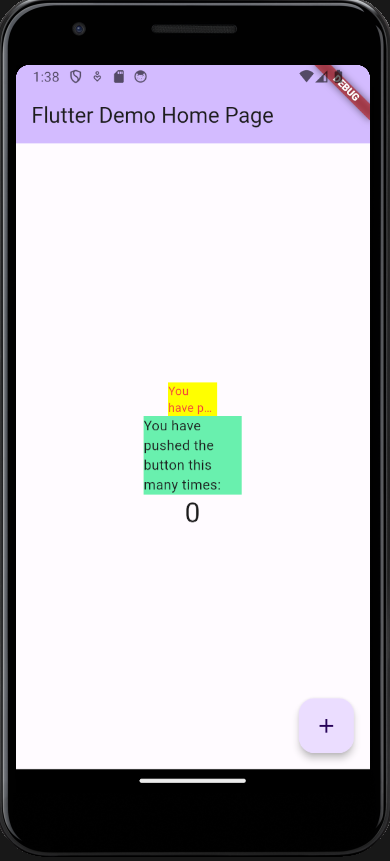 1:38
DEBUG
Flutter Demo Home Page
You
have p...
You have
pushed the
button this
many times:
0
+